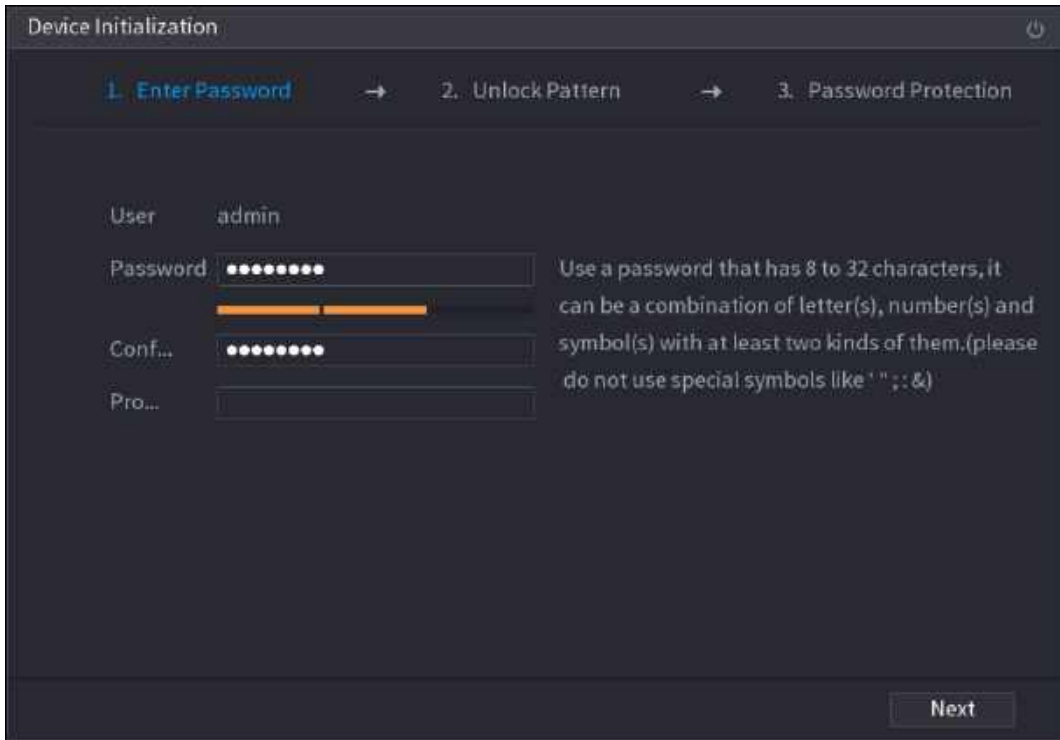 Device Initialization
1. Enter Password → 2. Unlock Pattern → 3. Password Protection
User admin
Password ●●●●●●●● Use a password that has 8 to 32 characters, it
can be a combination of letter(s), number(s) and
Conf... ●●●●●●●● symbol(s) with at least two kinds of them.(please
do not use special symbols like ' " ; : &)
Pro...
Next